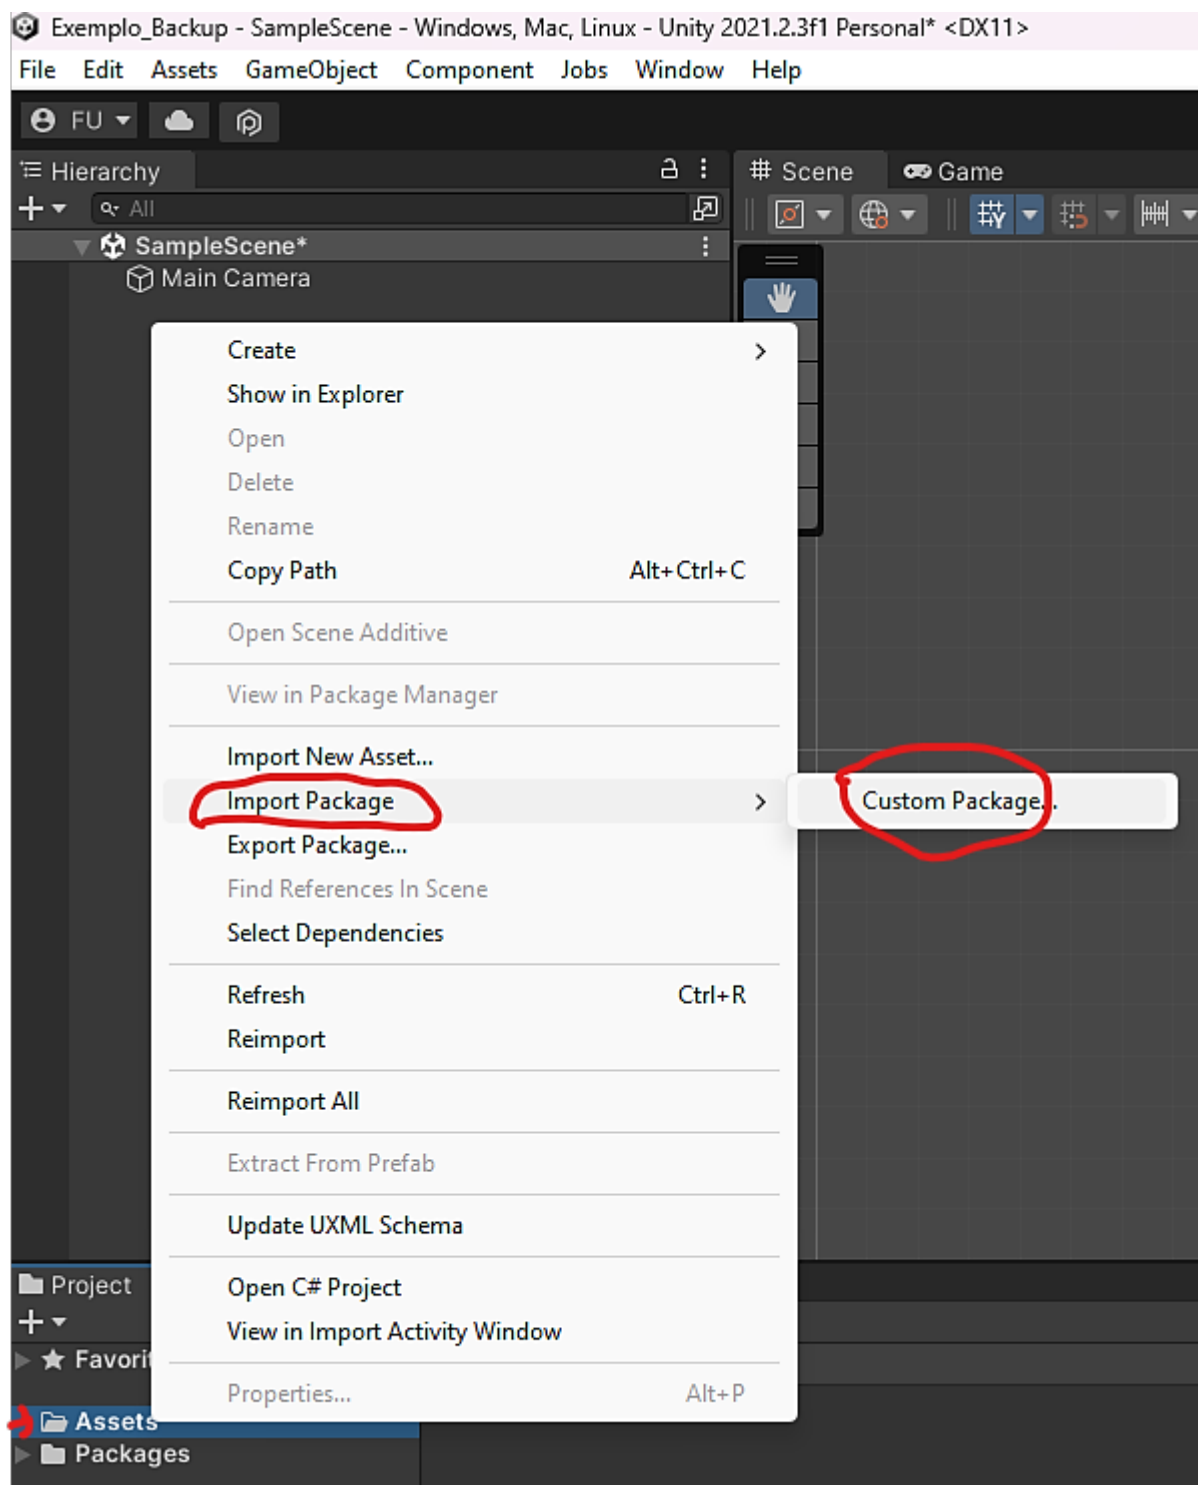 Exemplo_Backup - SampleScene - Windows, Mac, Linux - Unity 2021.2.3f1 Personal* <DX11>
File Edit Assets GameObject Component Jobs Window Help
FU
Hierarchy
Scene
Game
All
SampleScene*
Main Camera
Create
Show in Explorer
Open
Delete
Rename
Copy Path Alt+Ctrl+C
Open Scene Additive
View in Package Manager
Import New Asset...
Import Package
Custom Package...
Export Package...
Find References In Scene
Select Dependencies
Refresh Ctrl+R
Reimport
Reimport All
Extract From Prefab
Update UXML Schema
Open C# Project
View in Import Activity Window
Properties... Alt+P
Project
Favorit
Assets
Packages